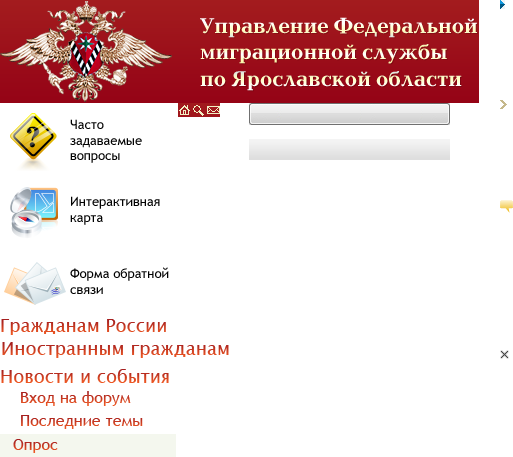 Управление Федеральной
миграционной службы
по Ярославской области
Часто
задаваемые
вопросы
Интерактивная
карта
Форма обратной
связи
Гражданам России
Иностранным гражданам
Новости и события
Вход на форум
Последние темы
Опрос